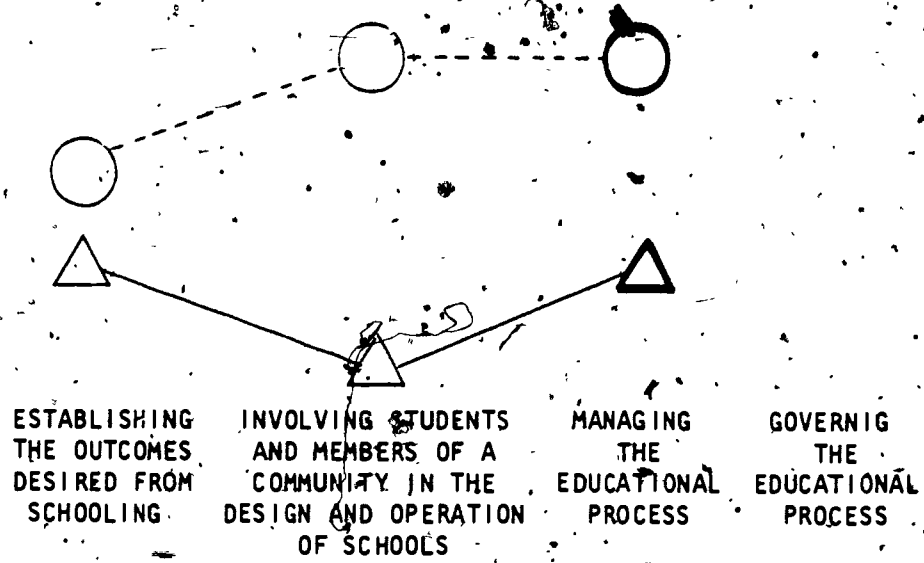 ESTABLISHING
THE OUTCOMES
DESIRED FROM
SCHOOLING
INVOLVING STUDENTS
AND MEMBERS OF A
COMMUNITY IN THE
DESIGN AND OPERATION
OF SCHOOLS
MANAGING
THE
EDUCATIONAL
PROCESS
GOVERNIG
THE
EDUCATIONAL
PROCESS